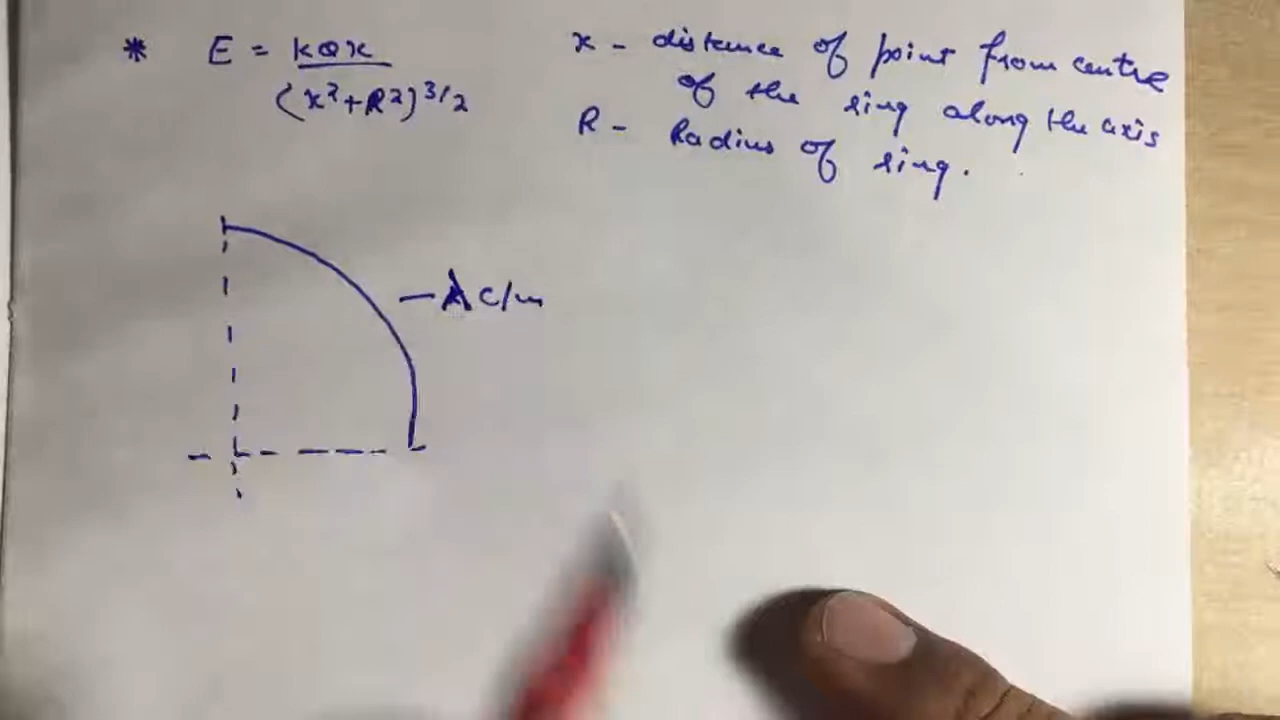 * E = kQx
(x²+R²)^3/2
x - distance of point from centre
of the ring along the axis
R - Radius of ring.
λ c/m